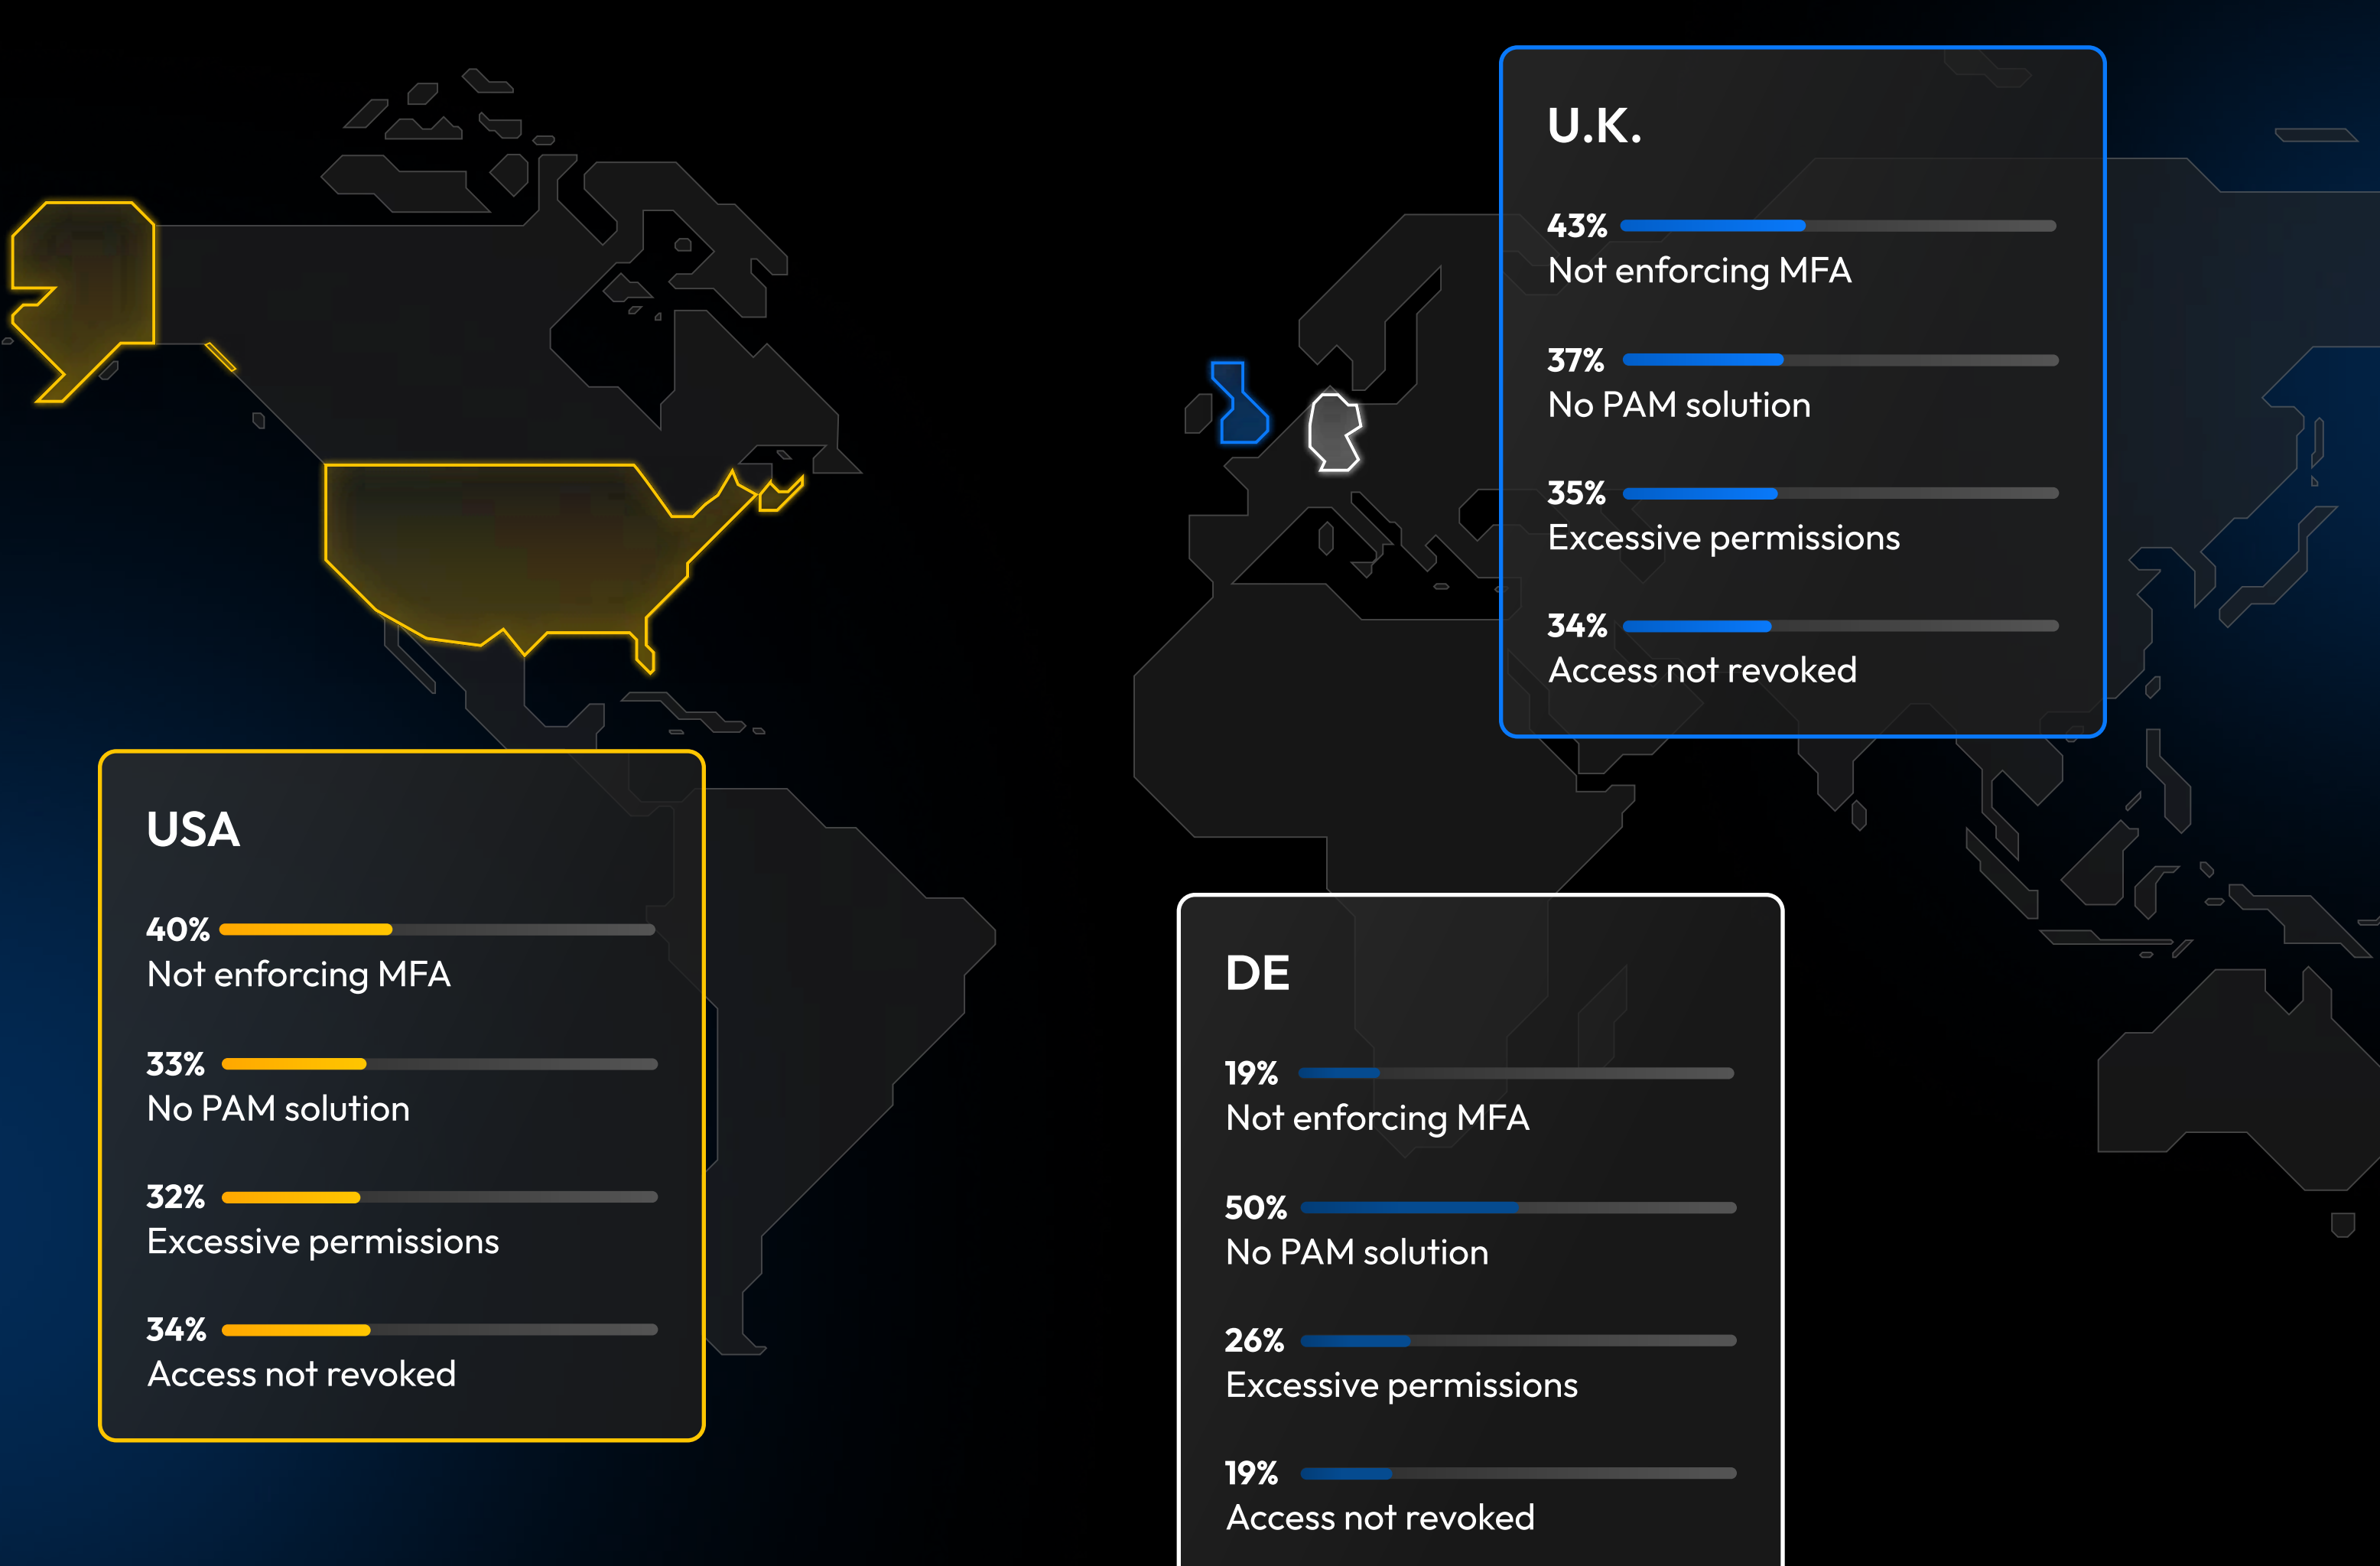 U.K.
43%
Not enforcing MFA
37%
No PAM solution
35%
Excessive permissions
34%
Access not revoked
USA
40%
Not enforcing MFA
33%
No PAM solution
32%
Excessive permissions
34%
Access not revoked
DE
19%
Not enforcing MFA
50%
No PAM solution
26%
Excessive permissions
19%
Access not revoked